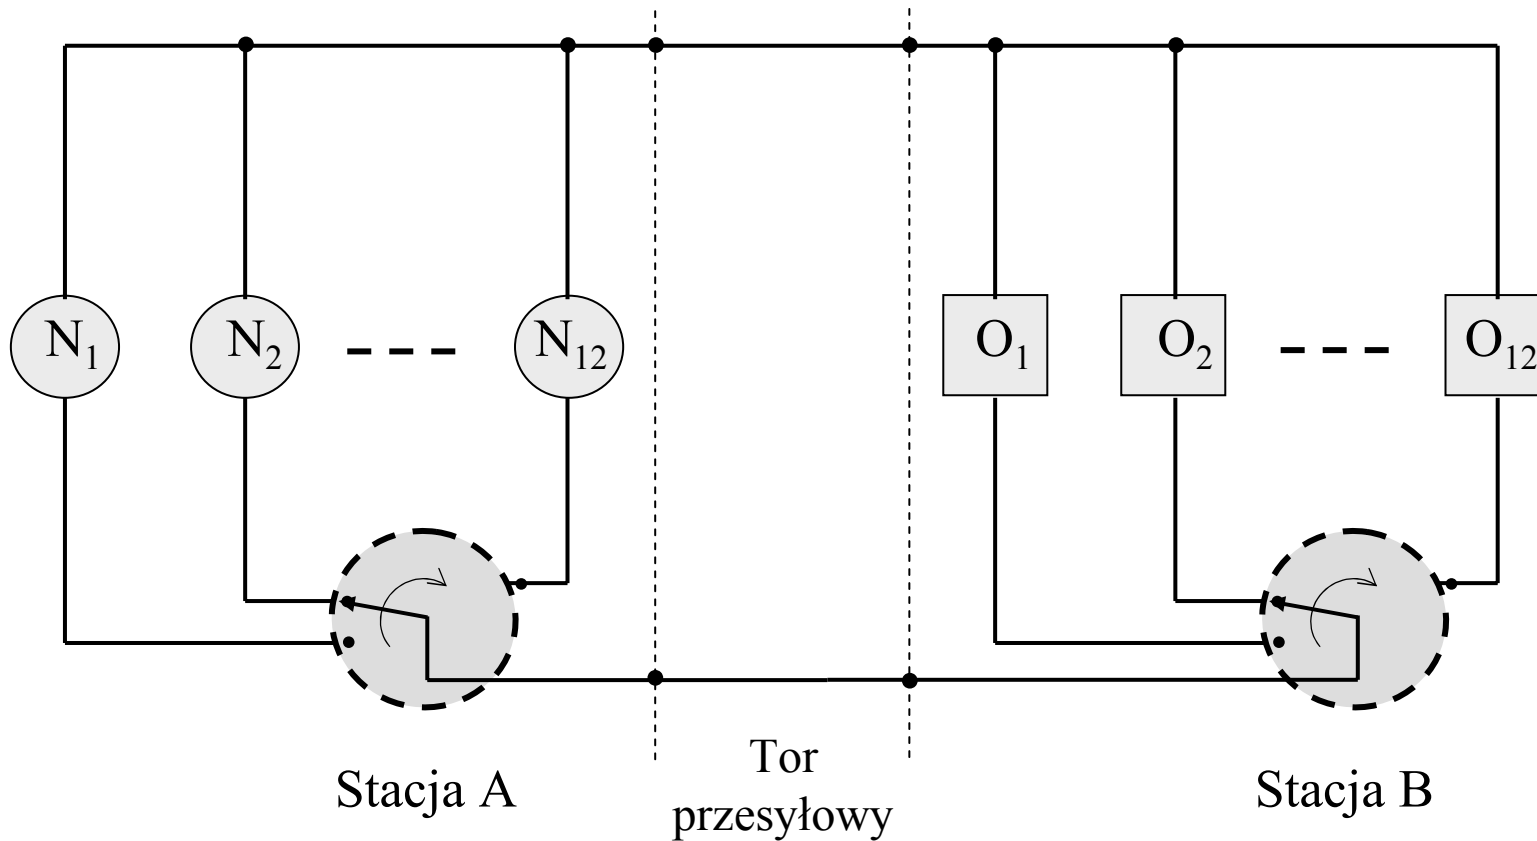 N₁ N₂ N₁₂ O₁ O₂ O₁₂
Stacja A
Tor
przesyłowy
Stacja B